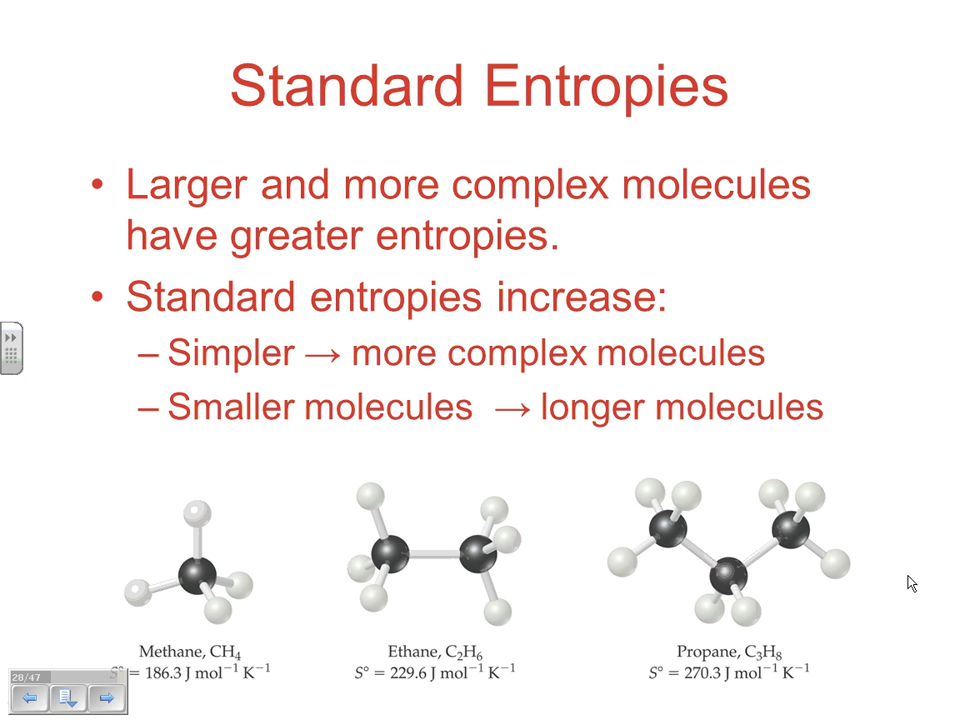 Standard Entropies
• Larger and more complex molecules
have greater entropies.
• Standard entropies increase:
– Simpler → more complex molecules
– Smaller molecules → longer molecules
Methane, CH₄
S° = 186.3 J mol⁻¹ K⁻¹
Ethane, C₂H₆
S° = 229.6 J mol⁻¹ K⁻¹
Propane, C₃H₈
S° = 270.3 J mol⁻¹ K⁻¹
28/47